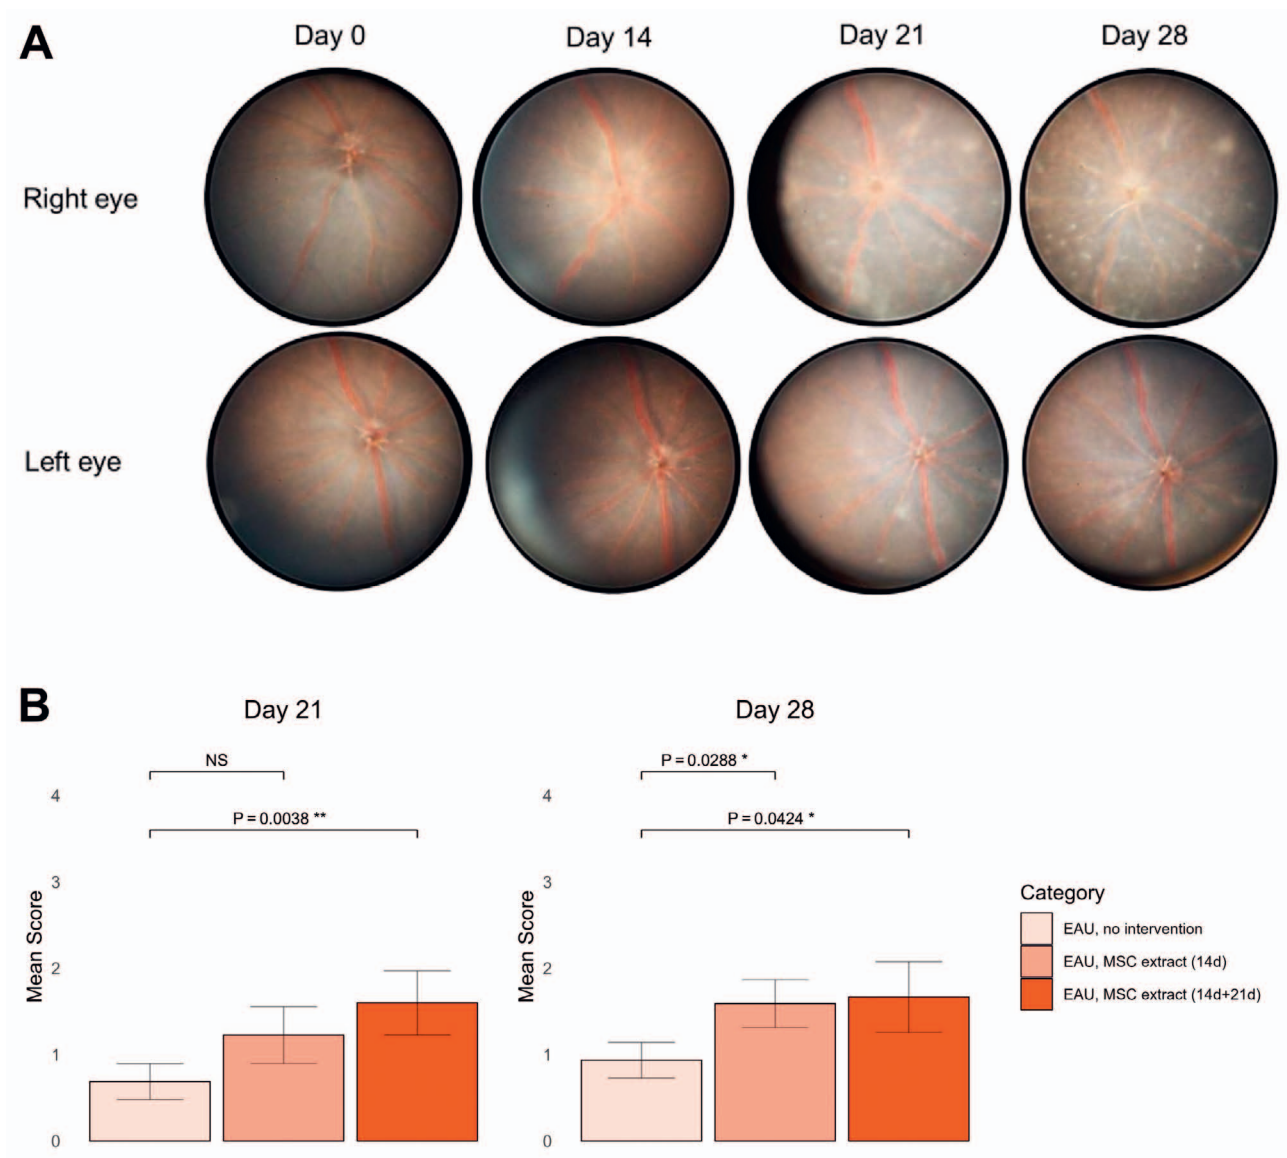 A
Day 0
Day 14
Day 21
Day 28
Right eye
Left eye
B
Day 21
Day 28
NS
P = 0.0288 *
4
4
P = 0.0038 **
P = 0.0424 *
3
3
Mean Score
Mean Score
2
2
1
1
0
0
Category
EAU, no intervention
EAU, MSC extract (14d)
EAU, MSC extract (14d+21d)